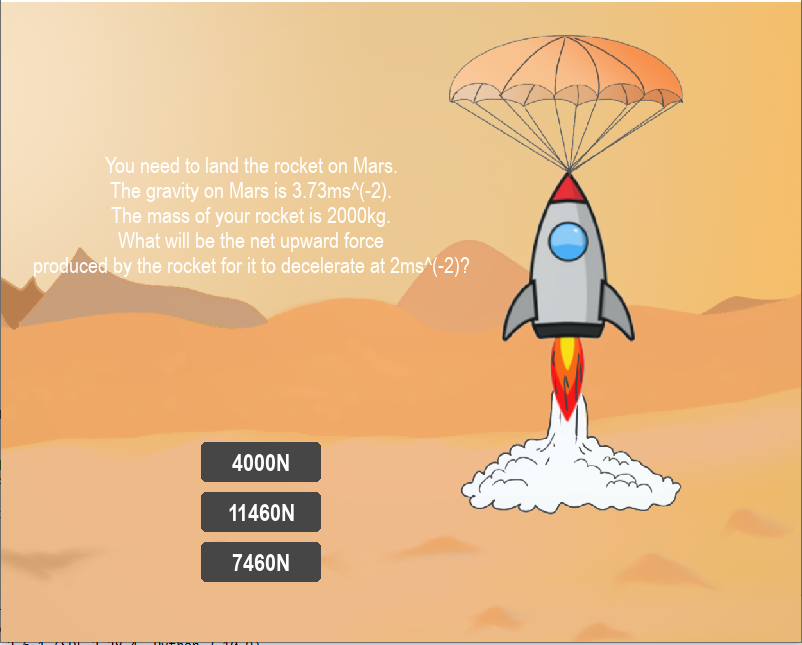 You need to land the rocket on Mars.
The gravity on Mars is 3.73ms^(-2).
The mass of your rocket is 2000kg.
What will be the net upward force
produced by the rocket for it to decelerate at 2ms^(-2)?
4000N
11460N
7460N